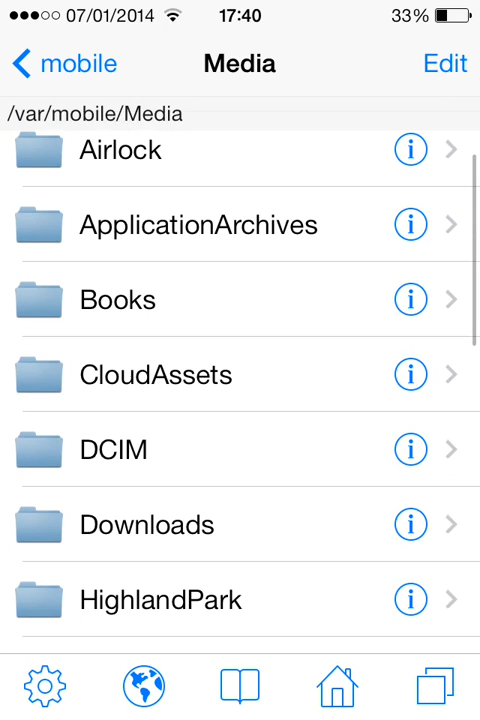 07/01/2014 17:40 33%
mobile Media Edit
/var/mobile/Media
Airlock
ApplicationArchives
Books
CloudAssets
DCIM
Downloads
HighlandPark